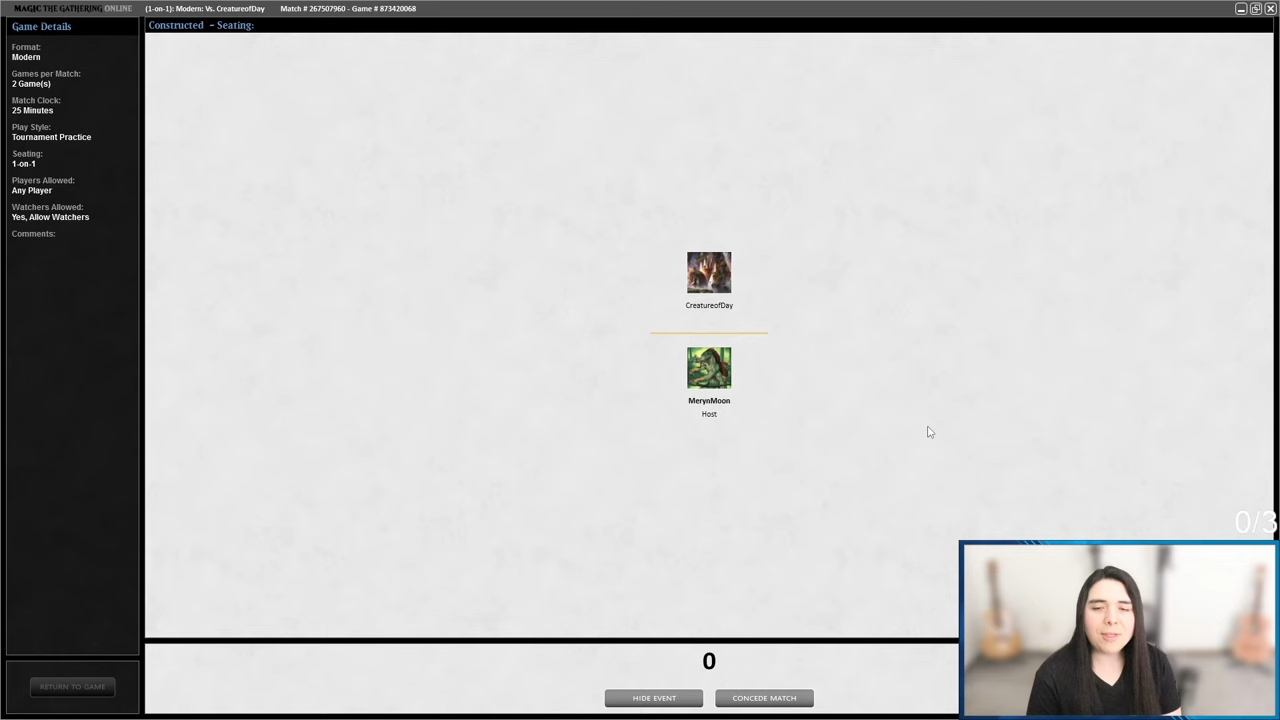 MAGIC THE GATHERING ONLINE (1-on-1): Modern: Vs. CreatureofDay Match # 267507960 - Game # 873420068
Game Details
Format:
Modern
Games per Match:
2 Game(s)
Match Clock:
25 Minutes
Play Style:
Tournament Practice
Seating:
1-on-1
Players Allowed:
Any Player
Watchers Allowed:
Yes, Allow Watchers
Comments:
RETURN TO GAME
Constructed - Seating:
CreatureofDay
MerynMoon
Host
0/3
0
HIDE EVENT CONCEDE MATCH